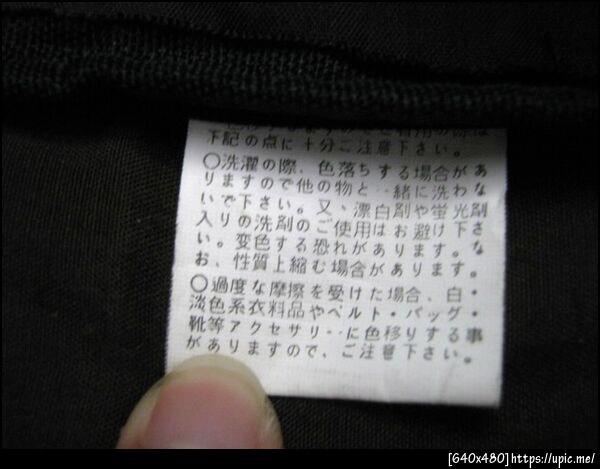 下記の点に十分ご注意下さい。
○洗濯の際、色落ちする場合があ
りますので他の物と一緒に洗わな
いで下さい。又、漂白剤や蛍光剤
入りの洗剤のご使用はお避け下さ
い。変色する恐れがあります。な
お、性質上縮む場合があります。
○過度な摩擦を受けた場合、白・
淡色系衣料品やベルト・バッグ・
靴等アクセサリーに色移りする事
がありますので、ご注意下さい。
[640x480]https://upic.me/